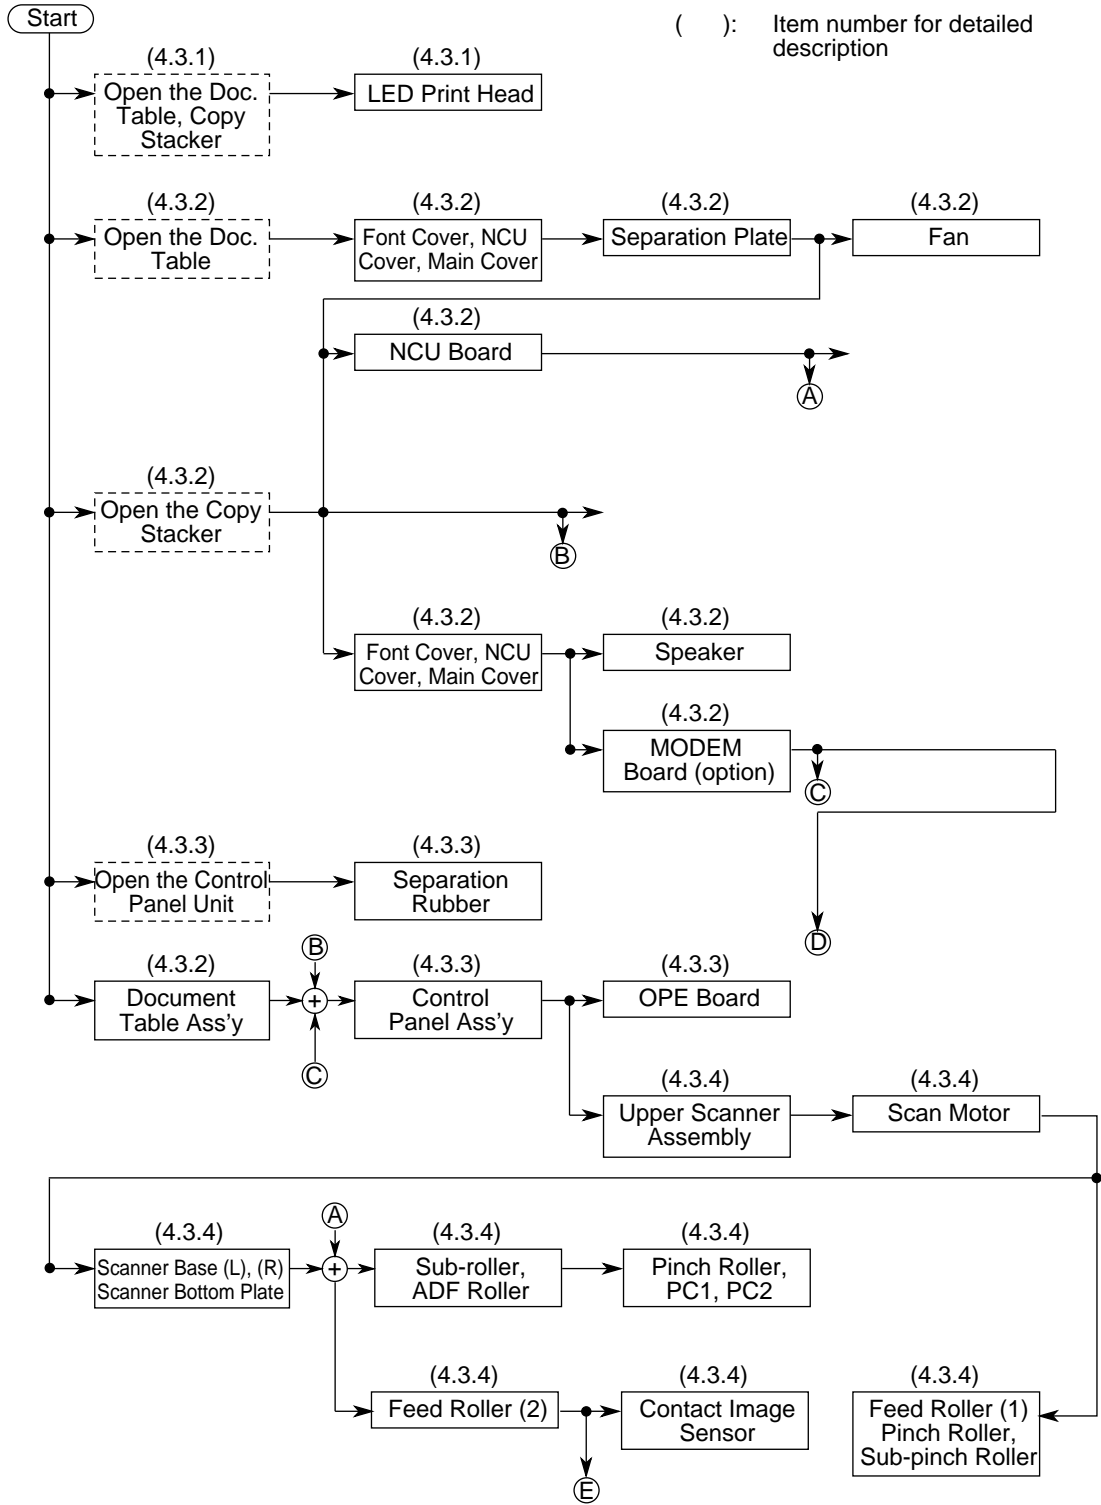 Start
( ): Item number for detailed
description
(4.3.1)
Open the Doc.
Table, Copy
Stacker
(4.3.1)
LED Print Head
(4.3.2)
Open the Doc.
Table
(4.3.2)
Font Cover, NCU
Cover, Main Cover
(4.3.2)
Separation Plate
(4.3.2)
Fan
(4.3.2)
NCU Board
A
(4.3.2)
Open the Copy
Stacker
B
(4.3.2)
Font Cover, NCU
Cover, Main Cover
(4.3.2)
Speaker
(4.3.2)
MODEM
Board (option)
C
D
(4.3.3)
Open the Control
Panel Unit
(4.3.3)
Separation
Rubber
(4.3.2)
Document
Table Ass'y
B
+
C
(4.3.3)
Control
Panel Ass'y
(4.3.3)
OPE Board
(4.3.4)
Upper Scanner
Assembly
(4.3.4)
Scan Motor
(4.3.4)
Scanner Base (L), (R)
Scanner Bottom Plate
A
+
(4.3.4)
Sub-roller,
ADF Roller
(4.3.4)
Pinch Roller,
PC1, PC2
(4.3.4)
Feed Roller (2)
E
(4.3.4)
Contact Image
Sensor
(4.3.4)
Feed Roller (1)
Pinch Roller,
Sub-pinch Roller